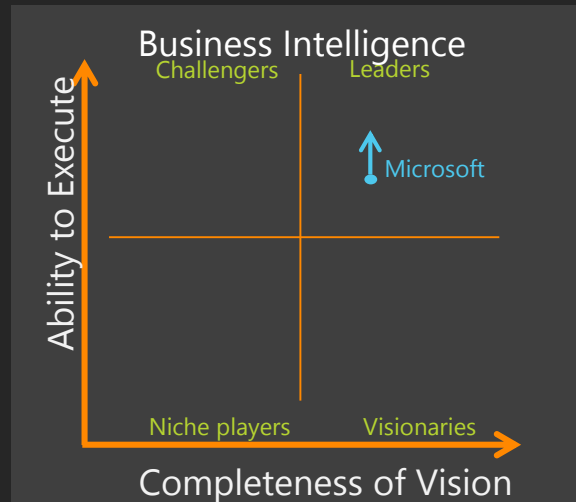 Business Intelligence
Challengers
Leaders
Microsoft
Ability to Execute
Niche players
Visionaries
Completeness of Vision